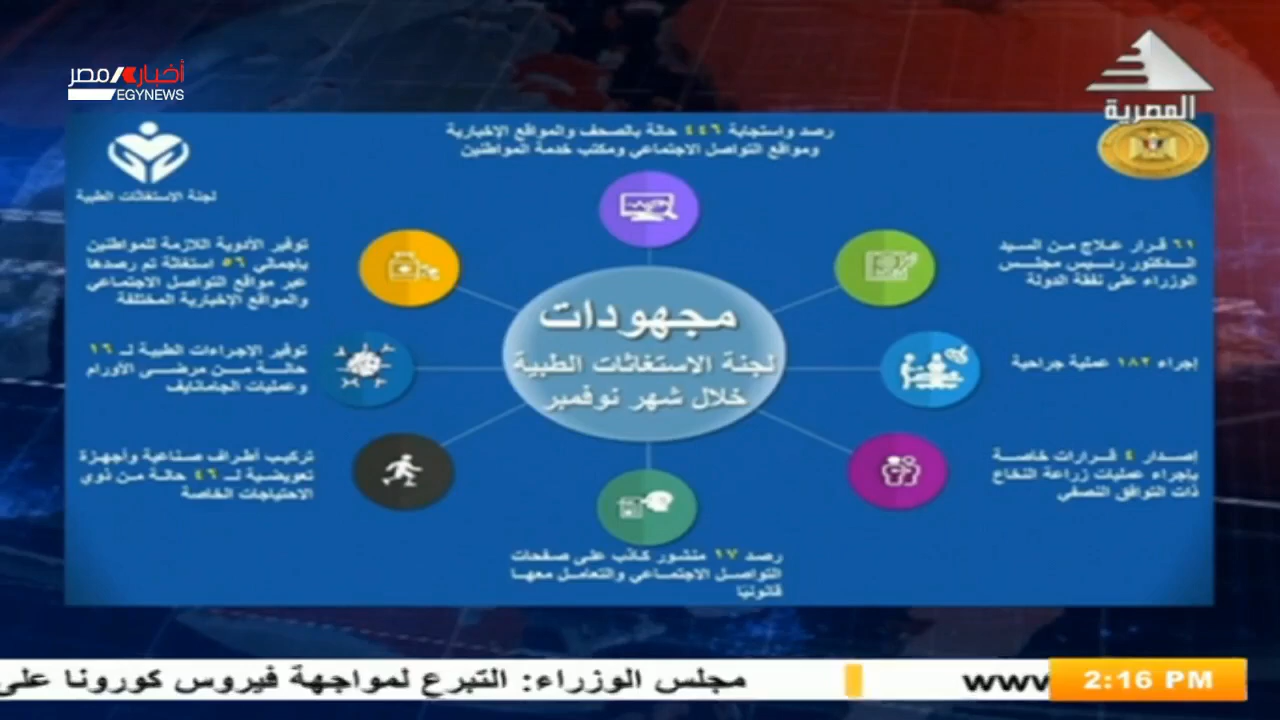 أخبار مصر
EGYNEWS
المصرية
لجنة الاستغاثات الطبية
رصد واستجابة ٤٤٦ حالة بالصحف والمواقع الإخبارية
ومواقع التواصل الاجتماعي ومكتب خدمة المواطنين
٦١ قرار علاج من السيد
الدكتور رئيس مجلس
الوزراء على نفقة الدولة
إجراء ١٨٢ عملية جراحية
إصدار ٤ قرارات خاصة
بإجراء عمليات زراعة النخاع
ذات التوافق النصفي
مجهودات
لجنة الاستغاثات الطبية
خلال شهر نوفمبر
توفير الأدوية اللازمة للمواطنين
بإجمالي ٥٦ استغاثة تم رصدها
عبر مواقع التواصل الاجتماعي
والمواقع الإخبارية المختلفة
توفير الإجراءات الطبية لـ ١٦
حالة من مرضى الأورام
وعمليات الجامانايف
تركيب أطراف صناعية وأجهزة
تعويضية لـ ٤٦ حالة من ذوي
الاحتياجات الخاصة
رصد ١٧ منشور كاذب على صفحات
التواصل الاجتماعي والتعامل معها
قانونيا
مجلس الوزراء: التبرع لمواجهة فيروس كورونا على
www
2:16 PM